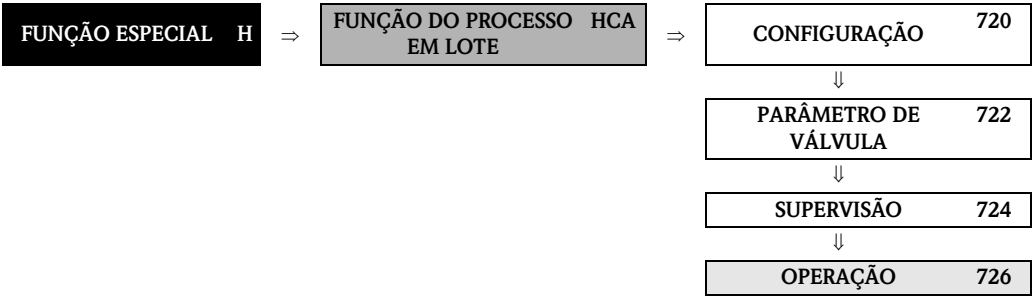 FUNÇÃO ESPECIAL H ⇒ FUNÇÃO DO PROCESSO HCA ⇒ CONFIGURAÇÃO 720
EM LOTE
⇓
PARÂMETRO DE 722
VÁLVULA
⇓
SUPERVISÃO 724
⇓
OPERAÇÃO 726